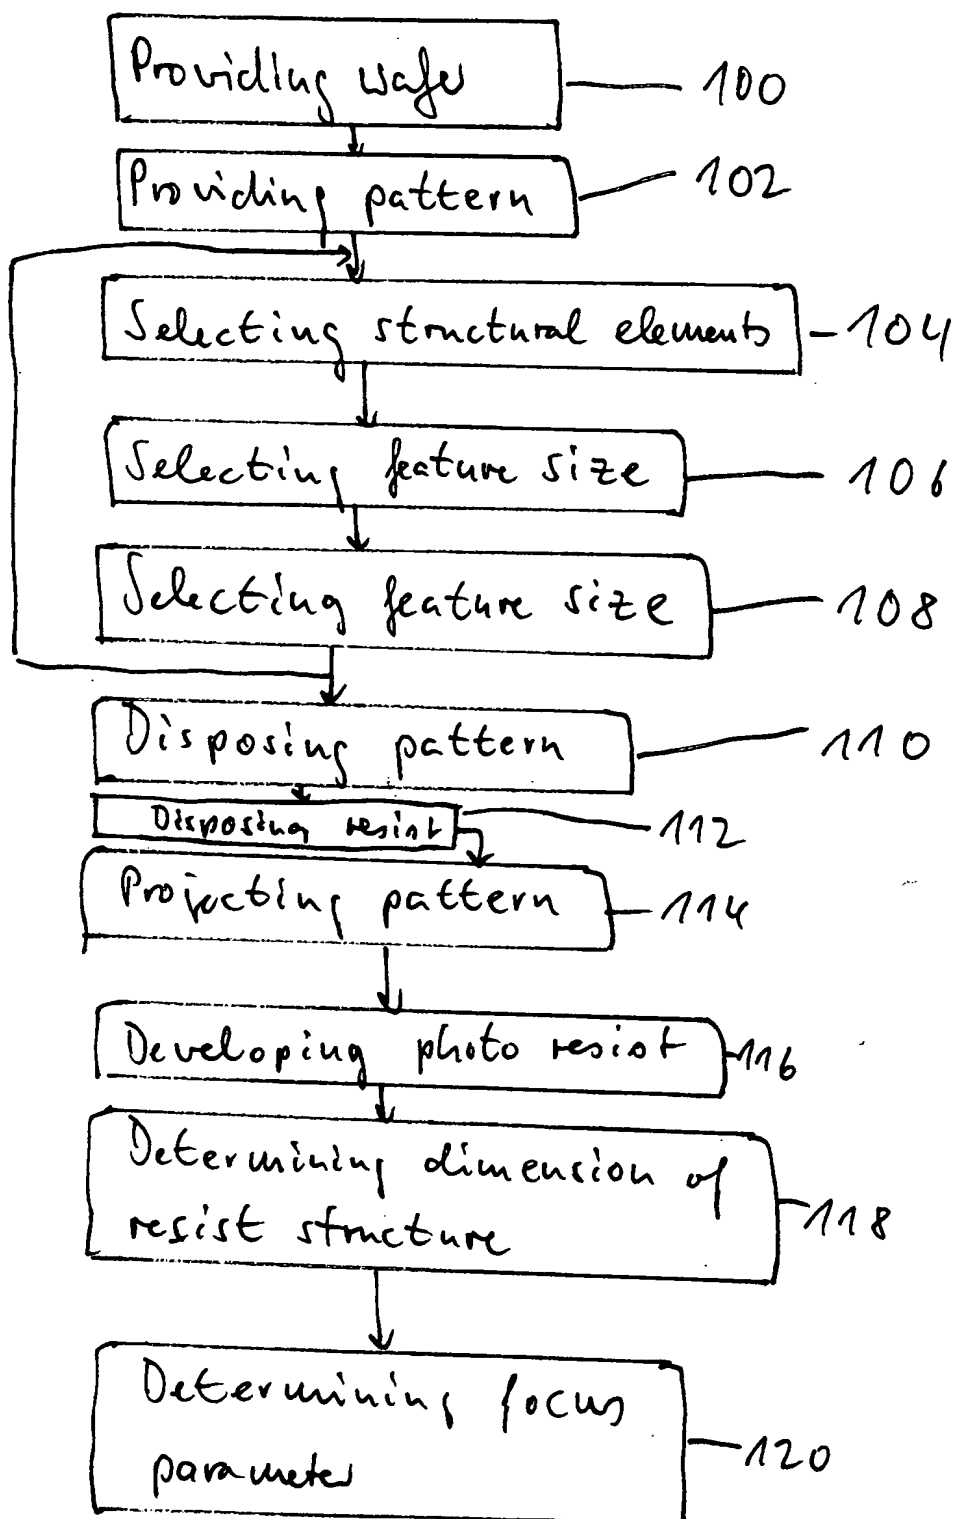 Providing wafer
100
Providing pattern
102
Selecting structural elements
104
Selecting feature size
106
Selecting feature size
108
Disposing pattern
110
Disposing resist
112
Projecting pattern
114
Developing photo resist
116
Determining dimension of
resist structure
118
Determining focus
parameter
120